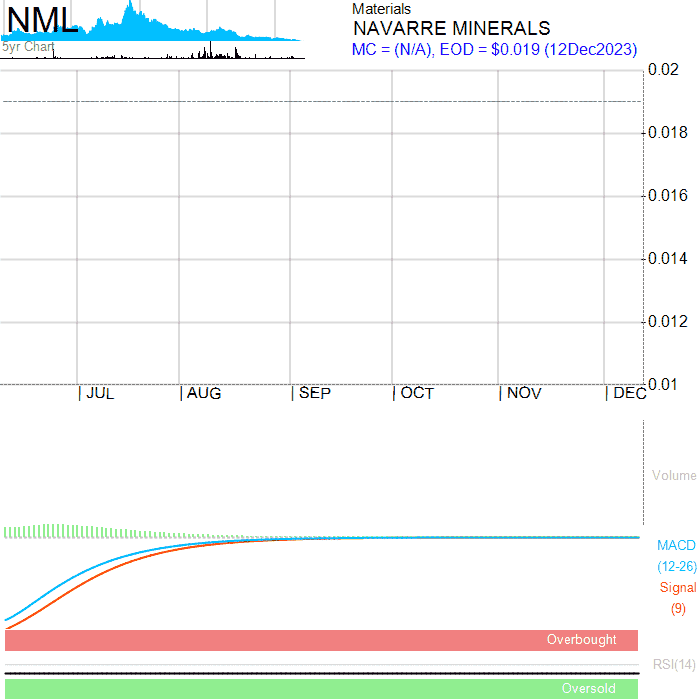 NML
5yr Chart
Materials
NAVARRE MINERALS
MC = (N/A), EOD = $0.019 (12Dec2023)
0.02
0.018
0.016
0.014
0.012
0.01
| JUL | AUG | SEP | OCT | NOV | DEC
Volume
MACD
(12-26)
Signal
(9)
Overbought
RSI(14)
Oversold